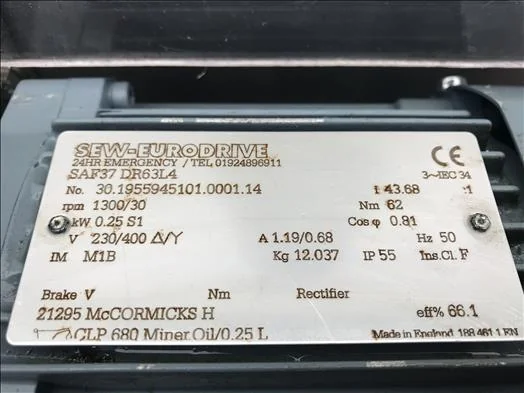 SEW-EURODRIVE
24HR EMERGENCY / TEL 01924896911
SAF37 DR63L4
CE
3~IEC 34
No. 30.1955945101.0001.14
i 43.68 :1
rpm 1300/30
Nm 62
kW 0.25 S1
Cos φ 0.81
V 230/400 Δ/Y
A 1.19/0.68
Hz 50
IM M1B
Kg 12.037
IP 55
Ins.Cl. F
Brake V
Nm
Rectifier
21295 McCORMICKS H
eff% 66.1
CLP 680 Miner.Oil/0.25 L
Made in England 188 461 1 EN